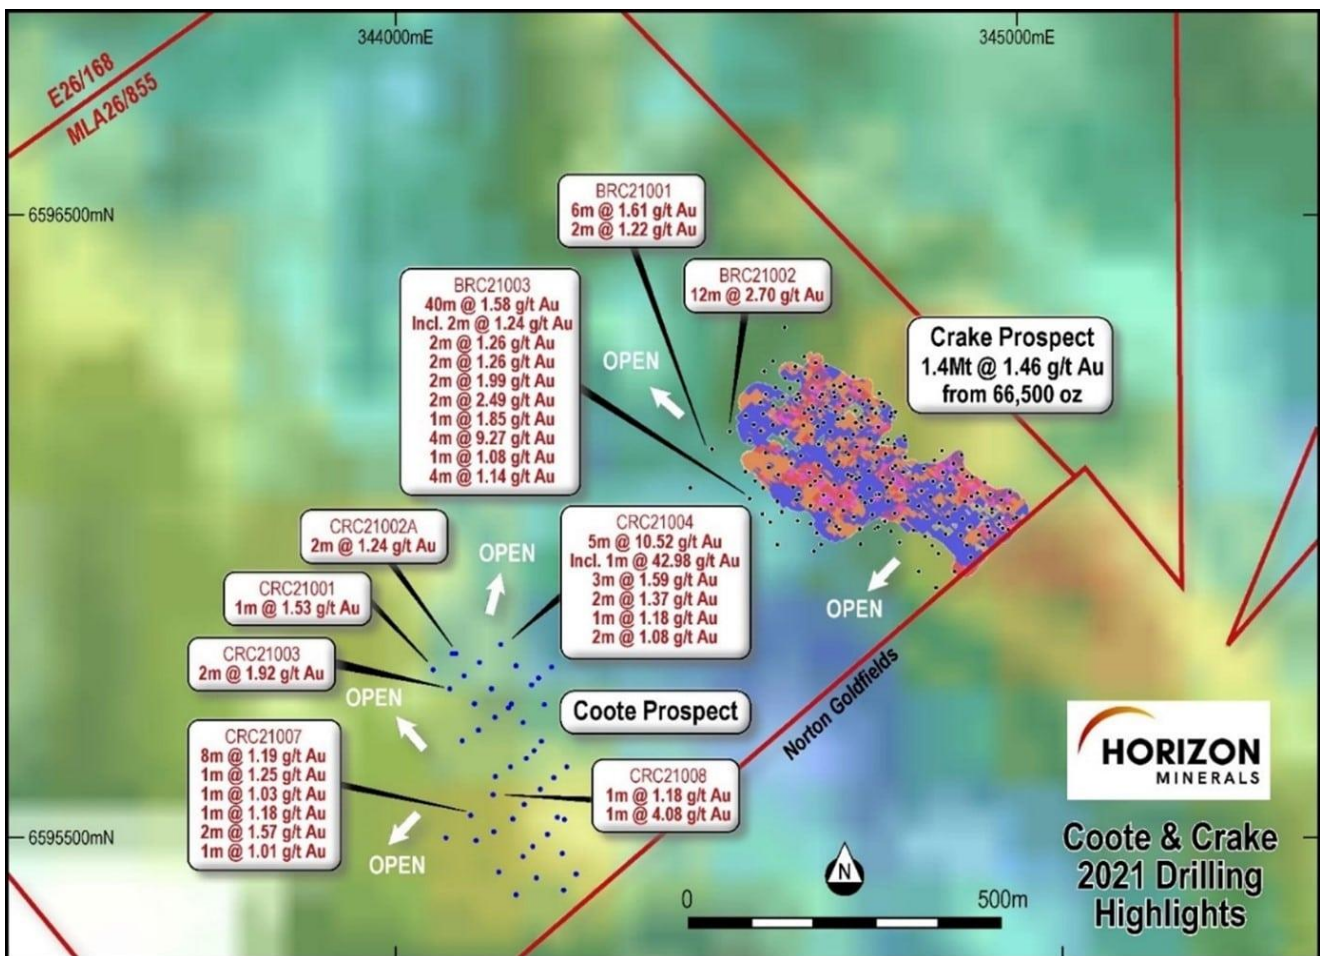 344000mE
345000mE
E26/168
MLA26/855
6596500mN
BRC21001
6m @ 1.61 g/t Au
2m @ 1.22 g/t Au
BRC21002
12m @ 2.70 g/t Au
BRC21003
40m @ 1.58 g/t Au
Incl. 2m @ 1.24 g/t Au
2m @ 1.26 g/t Au
2m @ 1.26 g/t Au
2m @ 1.99 g/t Au
2m @ 2.49 g/t Au
1m @ 1.85 g/t Au
4m @ 9.27 g/t Au
1m @ 1.08 g/t Au
4m @ 1.14 g/t Au
OPEN
Crake Prospect
1.4Mt @ 1.46 g/t Au
from 66,500 oz
CRC21002A
2m @ 1.24 g/t Au
OPEN
CRC21004
5m @ 10.52 g/t Au
Incl. 1m @ 42.98 g/t Au
3m @ 1.59 g/t Au
2m @ 1.37 g/t Au
1m @ 1.18 g/t Au
2m @ 1.08 g/t Au
OPEN
CRC21001
1m @ 1.53 g/t Au
CRC21003
2m @ 1.92 g/t Au
OPEN
Coote Prospect
Norton Goldfields
CRC21007
8m @ 1.19 g/t Au
1m @ 1.25 g/t Au
1m @ 1.03 g/t Au
1m @ 1.18 g/t Au
2m @ 1.57 g/t Au
1m @ 1.01 g/t Au
CRC21008
1m @ 1.18 g/t Au
1m @ 4.08 g/t Au
OPEN
6595500mN
HORIZON
MINERALS
Coote & Crake
2021 Drilling
Highlights
N
0
500m